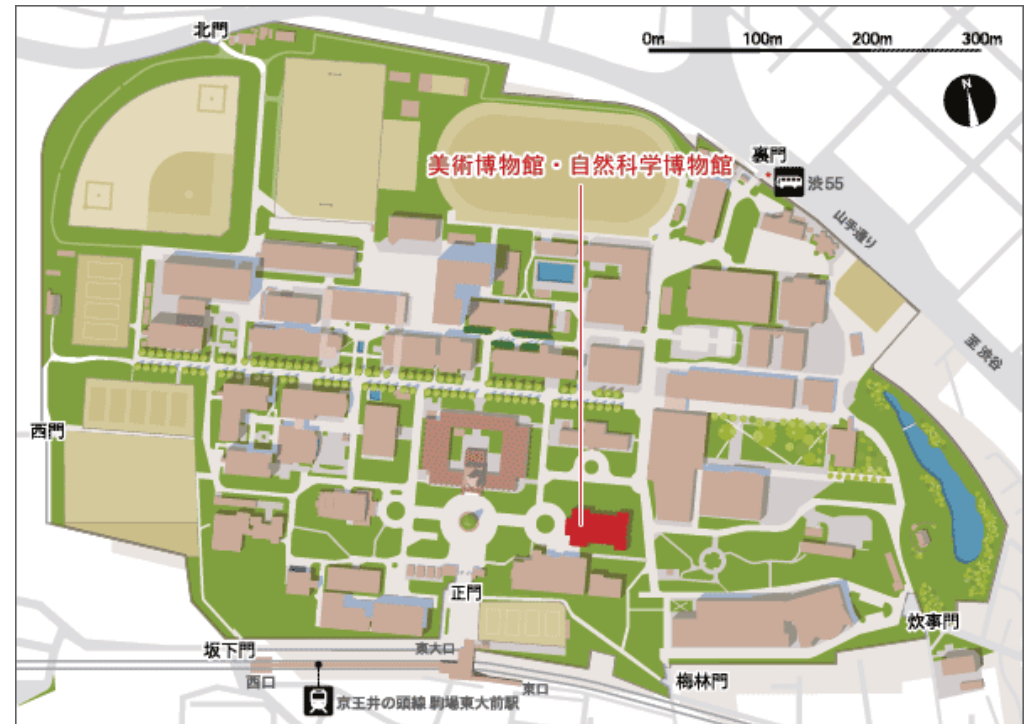 北門
0m 100m 200m 300m
N
美術博物館・自然科学博物館
裏門
渋55
山手通り
至 渋谷
西門
正門
炊事門
坂下門
東大口
西口
東口
梅林門
京王井の頭線 駒場東大前駅